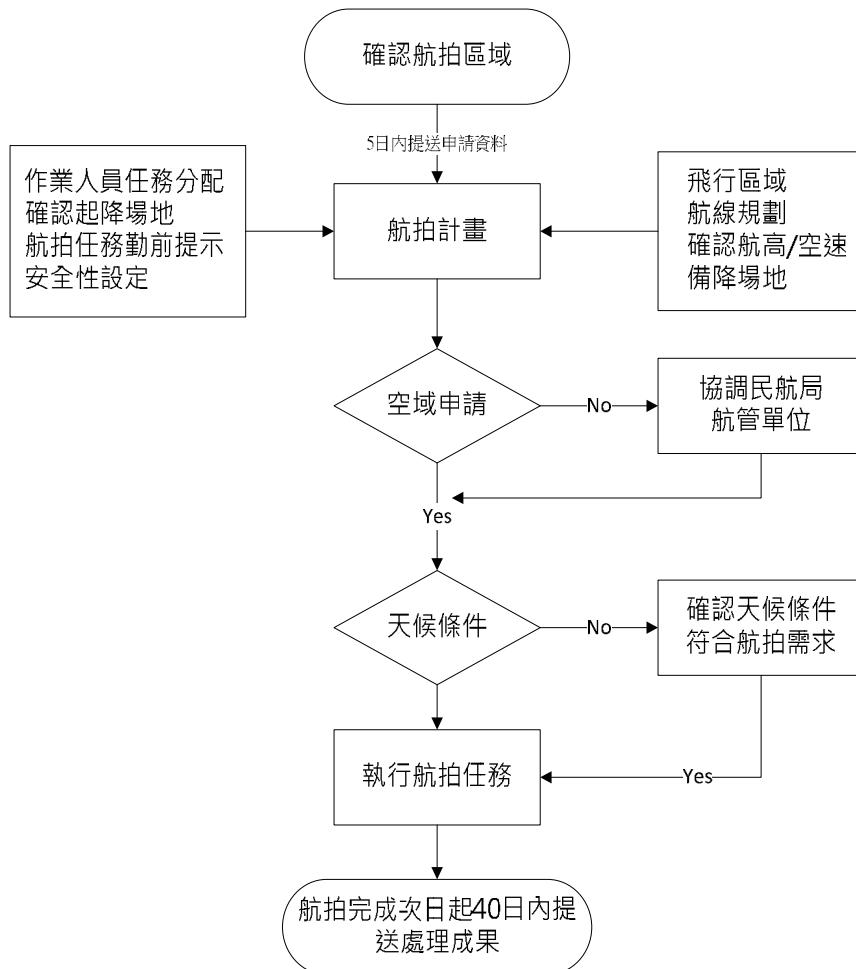 確認航拍區域
5日內提送申請資料
作業人員任務分配
確認起降場地
航拍任務勤前提示
安全性設定
航拍計畫
飛行區域
航線規劃
確認航高/空速
備降場地
空域申請
No
協調民航局
航管單位
Yes
天候條件
No
確認天候條件
符合航拍需求
執行航拍任務
Yes
航拍完成次日起40日內提
送處理成果